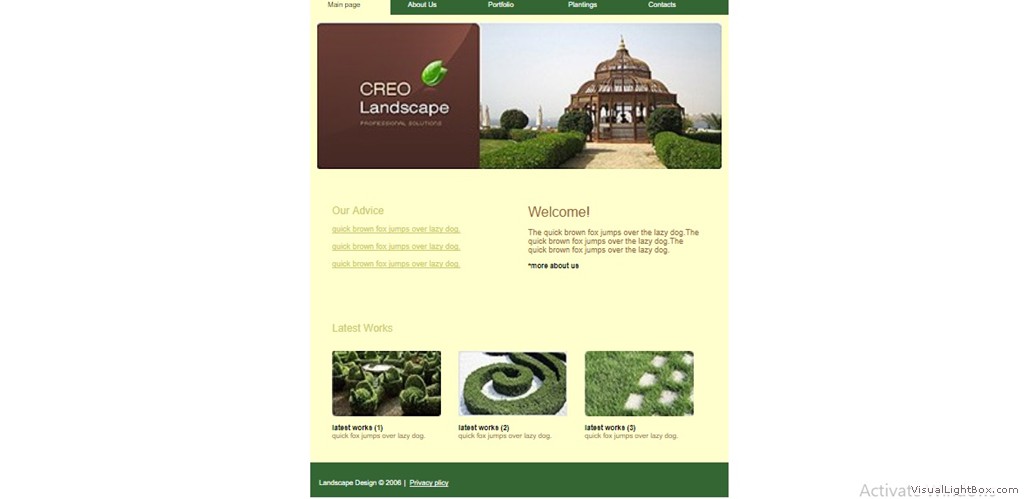 Main page About Us Portfolio Plantings Contacts
CREO
Landscape
PROFESSIONAL SOLUTIONS
Our Advice
quick brown fox jumps over lazy dog.
quick brown fox jumps over lazy dog.
quick brown fox jumps over lazy dog.
Welcome!
The quick brown fox jumps over the lazy dog.The
quick brown fox jumps over the lazy dog.The
quick brown fox jumps over the lazy dog.
*more about us
Latest Works
latest works (1)
quick fox jumps over lazy dog.
latest works (2)
quick fox jumps over lazy dog.
latest works (3)
quick fox jumps over lazy dog.
Landscape Design © 2006 | Privacy plicy
Activate
VisualLightBox.com